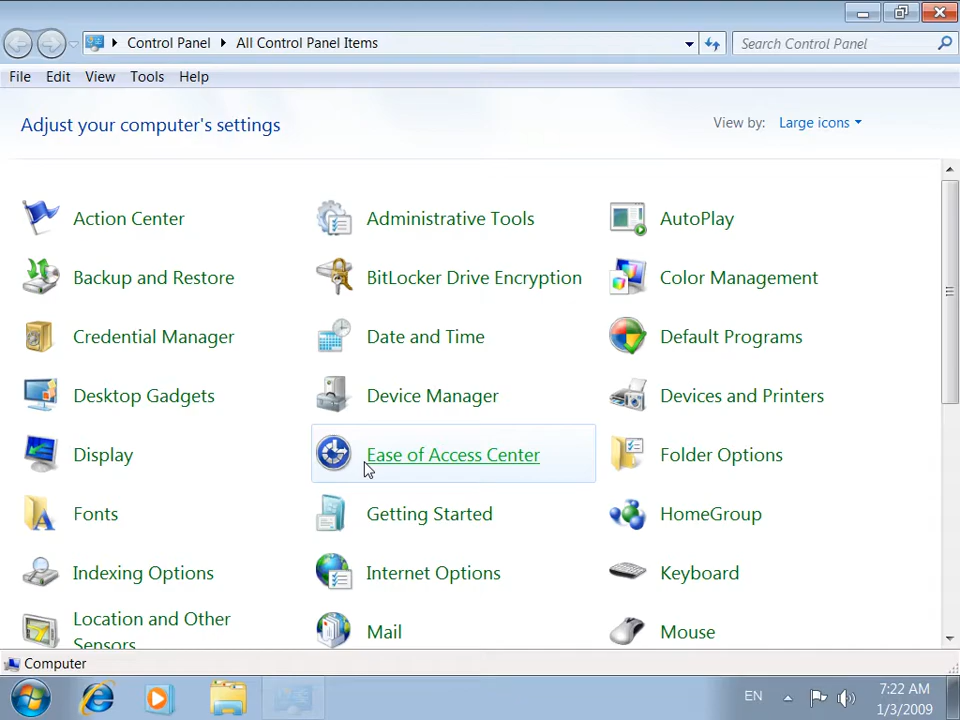 Control Panel All Control Panel Items
Search Control Panel
File Edit View Tools Help
Adjust your computer's settings
View by: Large icons
Action Center Administrative Tools AutoPlay
Backup and Restore BitLocker Drive Encryption Color Management
Credential Manager Date and Time Default Programs
Desktop Gadgets Device Manager Devices and Printers
Display Ease of Access Center Folder Options
Fonts Getting Started HomeGroup
Indexing Options Internet Options Keyboard
Location and Other
Sensors
Mail Mouse
Computer
EN
7:22 AM
1/3/2009